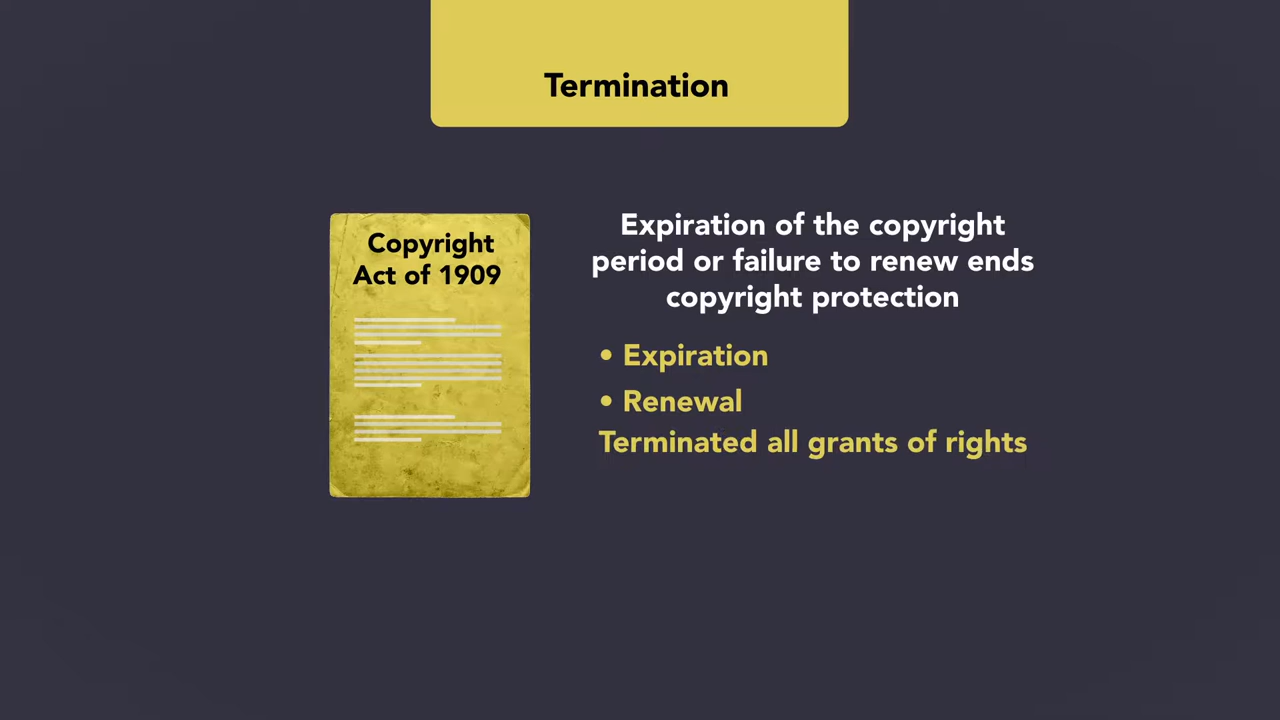 Termination
Copyright
Act of 1909
Expiration of the copyright
period or failure to renew ends
copyright protection
• Expiration
• Renewal
Terminated all grants of rights